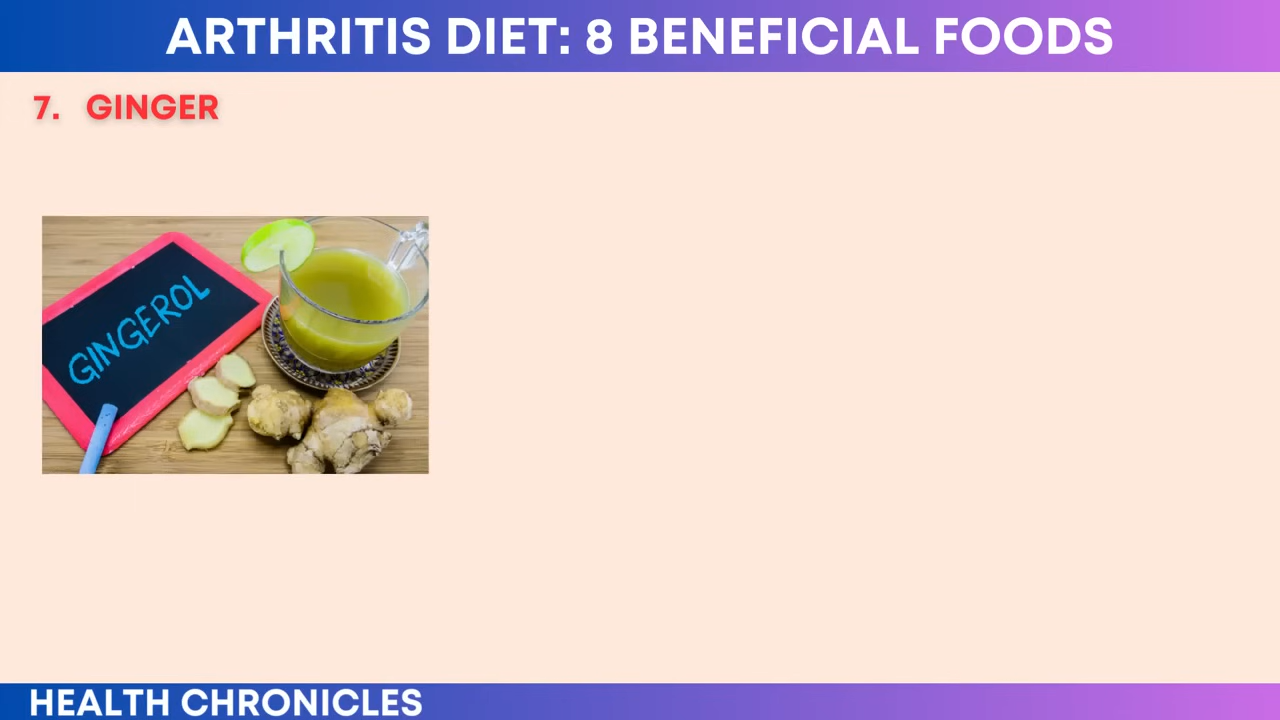 ARTHRITIS DIET: 8 BENEFICIAL FOODS
7. GINGER
GINGEROL
HEALTH CHRONICLES